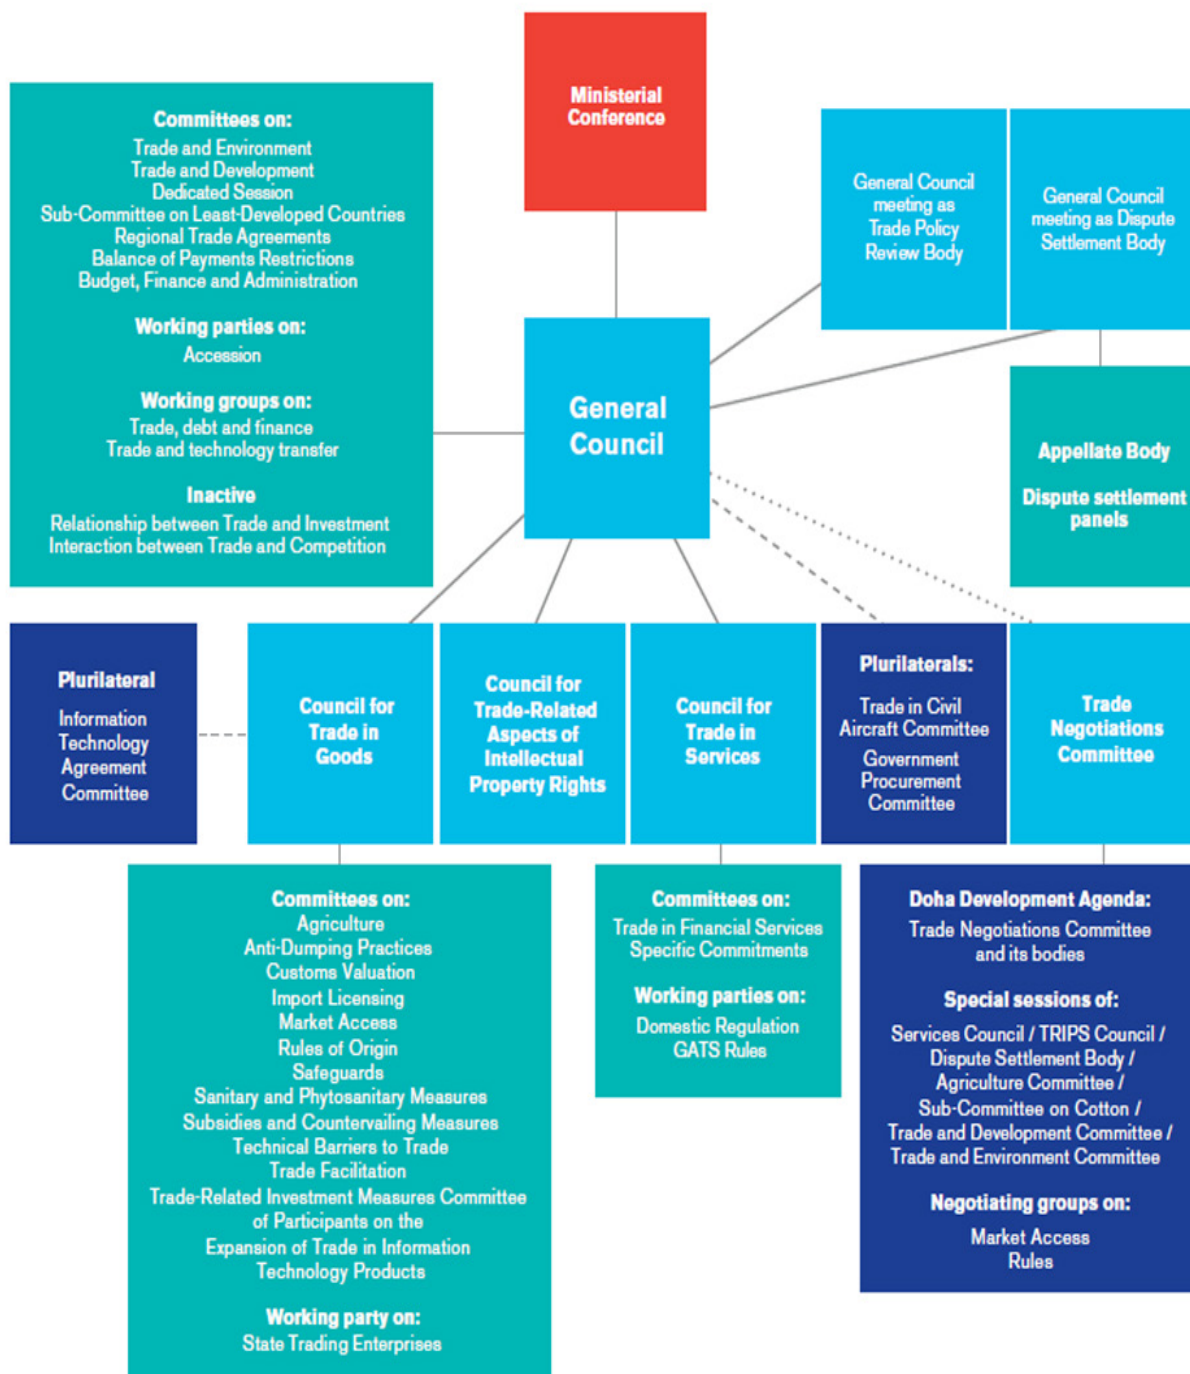 Ministerial
Conference
Committees on:
Trade and Environment
Trade and Development
Dedicated Session
Sub-Committee on Least-Developed Countries
Regional Trade Agreements
Balance of Payments Restrictions
Budget, Finance and Administration
Working parties on:
Accession
Working groups on:
Trade, debt and finance
Trade and technology transfer
Inactive
Relationship between Trade and Investment
Interaction between Trade and Competition
General Council
meeting as
Trade Policy
Review Body
General Council
meeting as Dispute
Settlement Body
General
Council
Appellate Body
Dispute settlement
panels
Plurilateral
Information
Technology
Agreement
Committee
Council for
Trade in
Goods
Council for
Trade-Related
Aspects of
Intellectual
Property Rights
Council for
Trade in
Services
Plurilaterals:
Trade in Civil
Aircraft Committee
Government
Procurement
Committee
Trade
Negotiations
Committee
Committees on:
Agriculture
Anti-Dumping Practices
Customs Valuation
Import Licensing
Market Access
Rules of Origin
Safeguards
Sanitary and Phytosanitary Measures
Subsidies and Countervailing Measures
Technical Barriers to Trade
Trade Facilitation
Trade-Related Investment Measures Committee
of Participants on the
Expansion of Trade in Information
Technology Products
Working party on:
State Trading Enterprises
Committees on:
Trade in Financial Services
Specific Commitments
Working parties on:
Domestic Regulation
GATS Rules
Doha Development Agenda:
Trade Negotiations Committee
and its bodies
Special sessions of:
Services Council / TRIPS Council /
Dispute Settlement Body /
Agriculture Committee /
Sub-Committee on Cotton /
Trade and Development Committee /
Trade and Environment Committee
Negotiating groups on:
Market Access
Rules